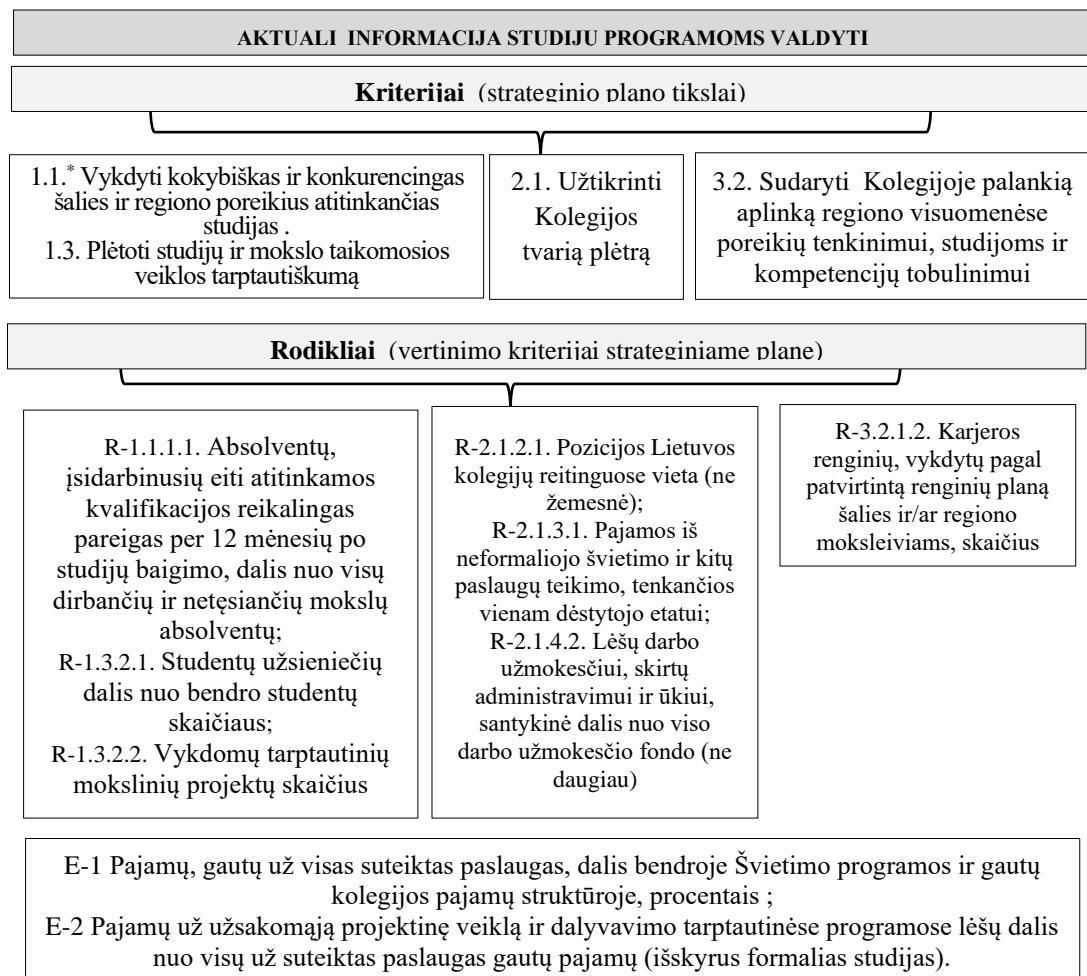 AKTUALI INFORMACIJA STUDIJU PROGRAMOMS VALDYTI
Kriterijai (strateginio plano tikslai)
1.1.* Vykdyti kokybiškas ir konkurencingas
šalies ir regiono poreikius atitinkančias
studijas .
1.3. Plėtoti studijų ir mokslo taikomosios
veiklos tarptautiškumą
2.1. Užtikrinti
Kolegijos
tvarią plėtrą
3.2. Sudaryti Kolegijoje palankią
aplinką regiono visuomenėse
poreikių tenkinimui, studijoms ir
kompetencijų tobulinimui
Rodikliai (vertinimo kriterijai strateginiame plane)
R-1.1.1.1. Absolventų,
įsidarbinusių eiti atitinkamos
kvalifikacijos reikalingas
pareigas per 12 mėnesių po
studijų baigimo, dalis nuo visų
dirbančių ir netęsiančių mokslų
absolventų;
R-1.3.2.1. Studentų užsieniečių
dalis nuo bendro studentų
skaičiaus;
R-1.3.2.2. Vykdomų tarptautinių
mokslinių projektų skaičius
R-2.1.2.1. Pozicijos Lietuvos
kolegijų reitinguose vieta (ne
žemesnė);
R-2.1.3.1. Pajamos iš
neformaliojo švietimo ir kitų
paslaugų teikimo, tenkančios
vienam dėstytojo etatui;
R-2.1.4.2. Lėšų darbo
užmokesčiui, skirtų
administravimui ir ūkiui,
santykinė dalis nuo viso
darbo užmokesčio fondo (ne
daugiau)
R-3.2.1.2. Karjeros
renginių, vykdytų pagal
patvirtintą renginių planą
šalies ir/ar regiono
moksleiviams, skaičius
E-1 Pajamų, gautų už visas suteiktas paslaugas, dalis bendroje Švietimo programos ir gautų
kolegijos pajamų struktūroje, procentais ;
E-2 Pajamų už užsakomąją projektinę veiklą ir dalyvavimo tarptautinėse programose lėšų dalis
nuo visų už suteiktas paslaugas gautų pajamų (išskyrus formalias studijas).